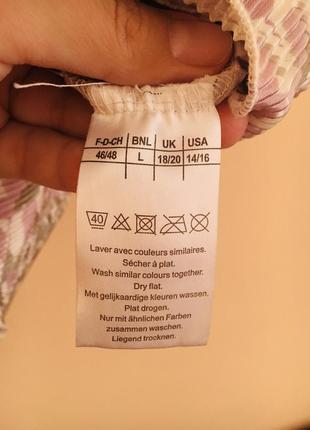 F-D-CH BNL UK USA
46/48 L 18/20 14/16
40
Laver avec couleurs similaires.
Sécher à plat.
Wash similar colours together.
Dry flat.
Met gelijkaardige kleuren wassen.
Plat drogen.
Nur mit ähnlichen Farben
zusammen waschen.
Liegend trocknen.